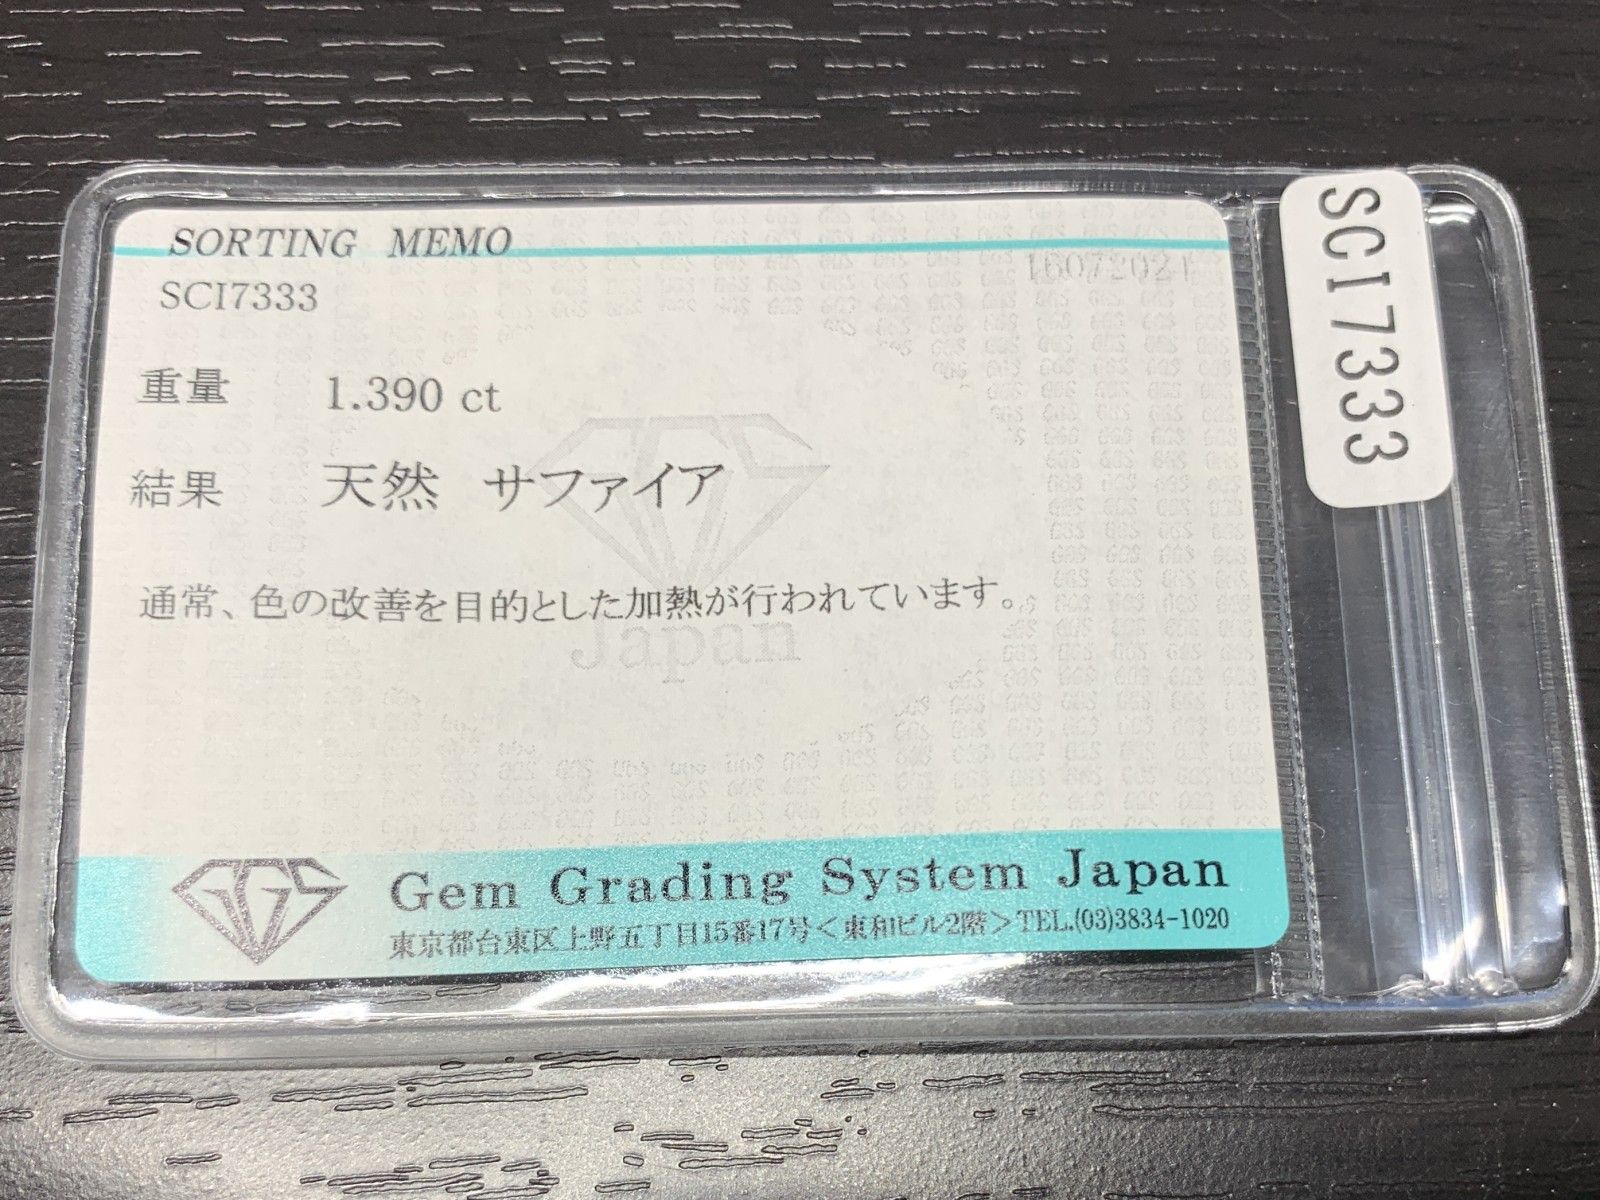 SORTING MEMO
SCI7333
16072021
重量 1.390 ct
結果 天然 サファイア
通常、色の改善を目的とした加熱が行われています。
Japan
GGS
Gem Grading System Japan
東京都台東区上野五丁目15番17号＜東和ビル2階＞TEL.(03)3834-1020
SCI7333